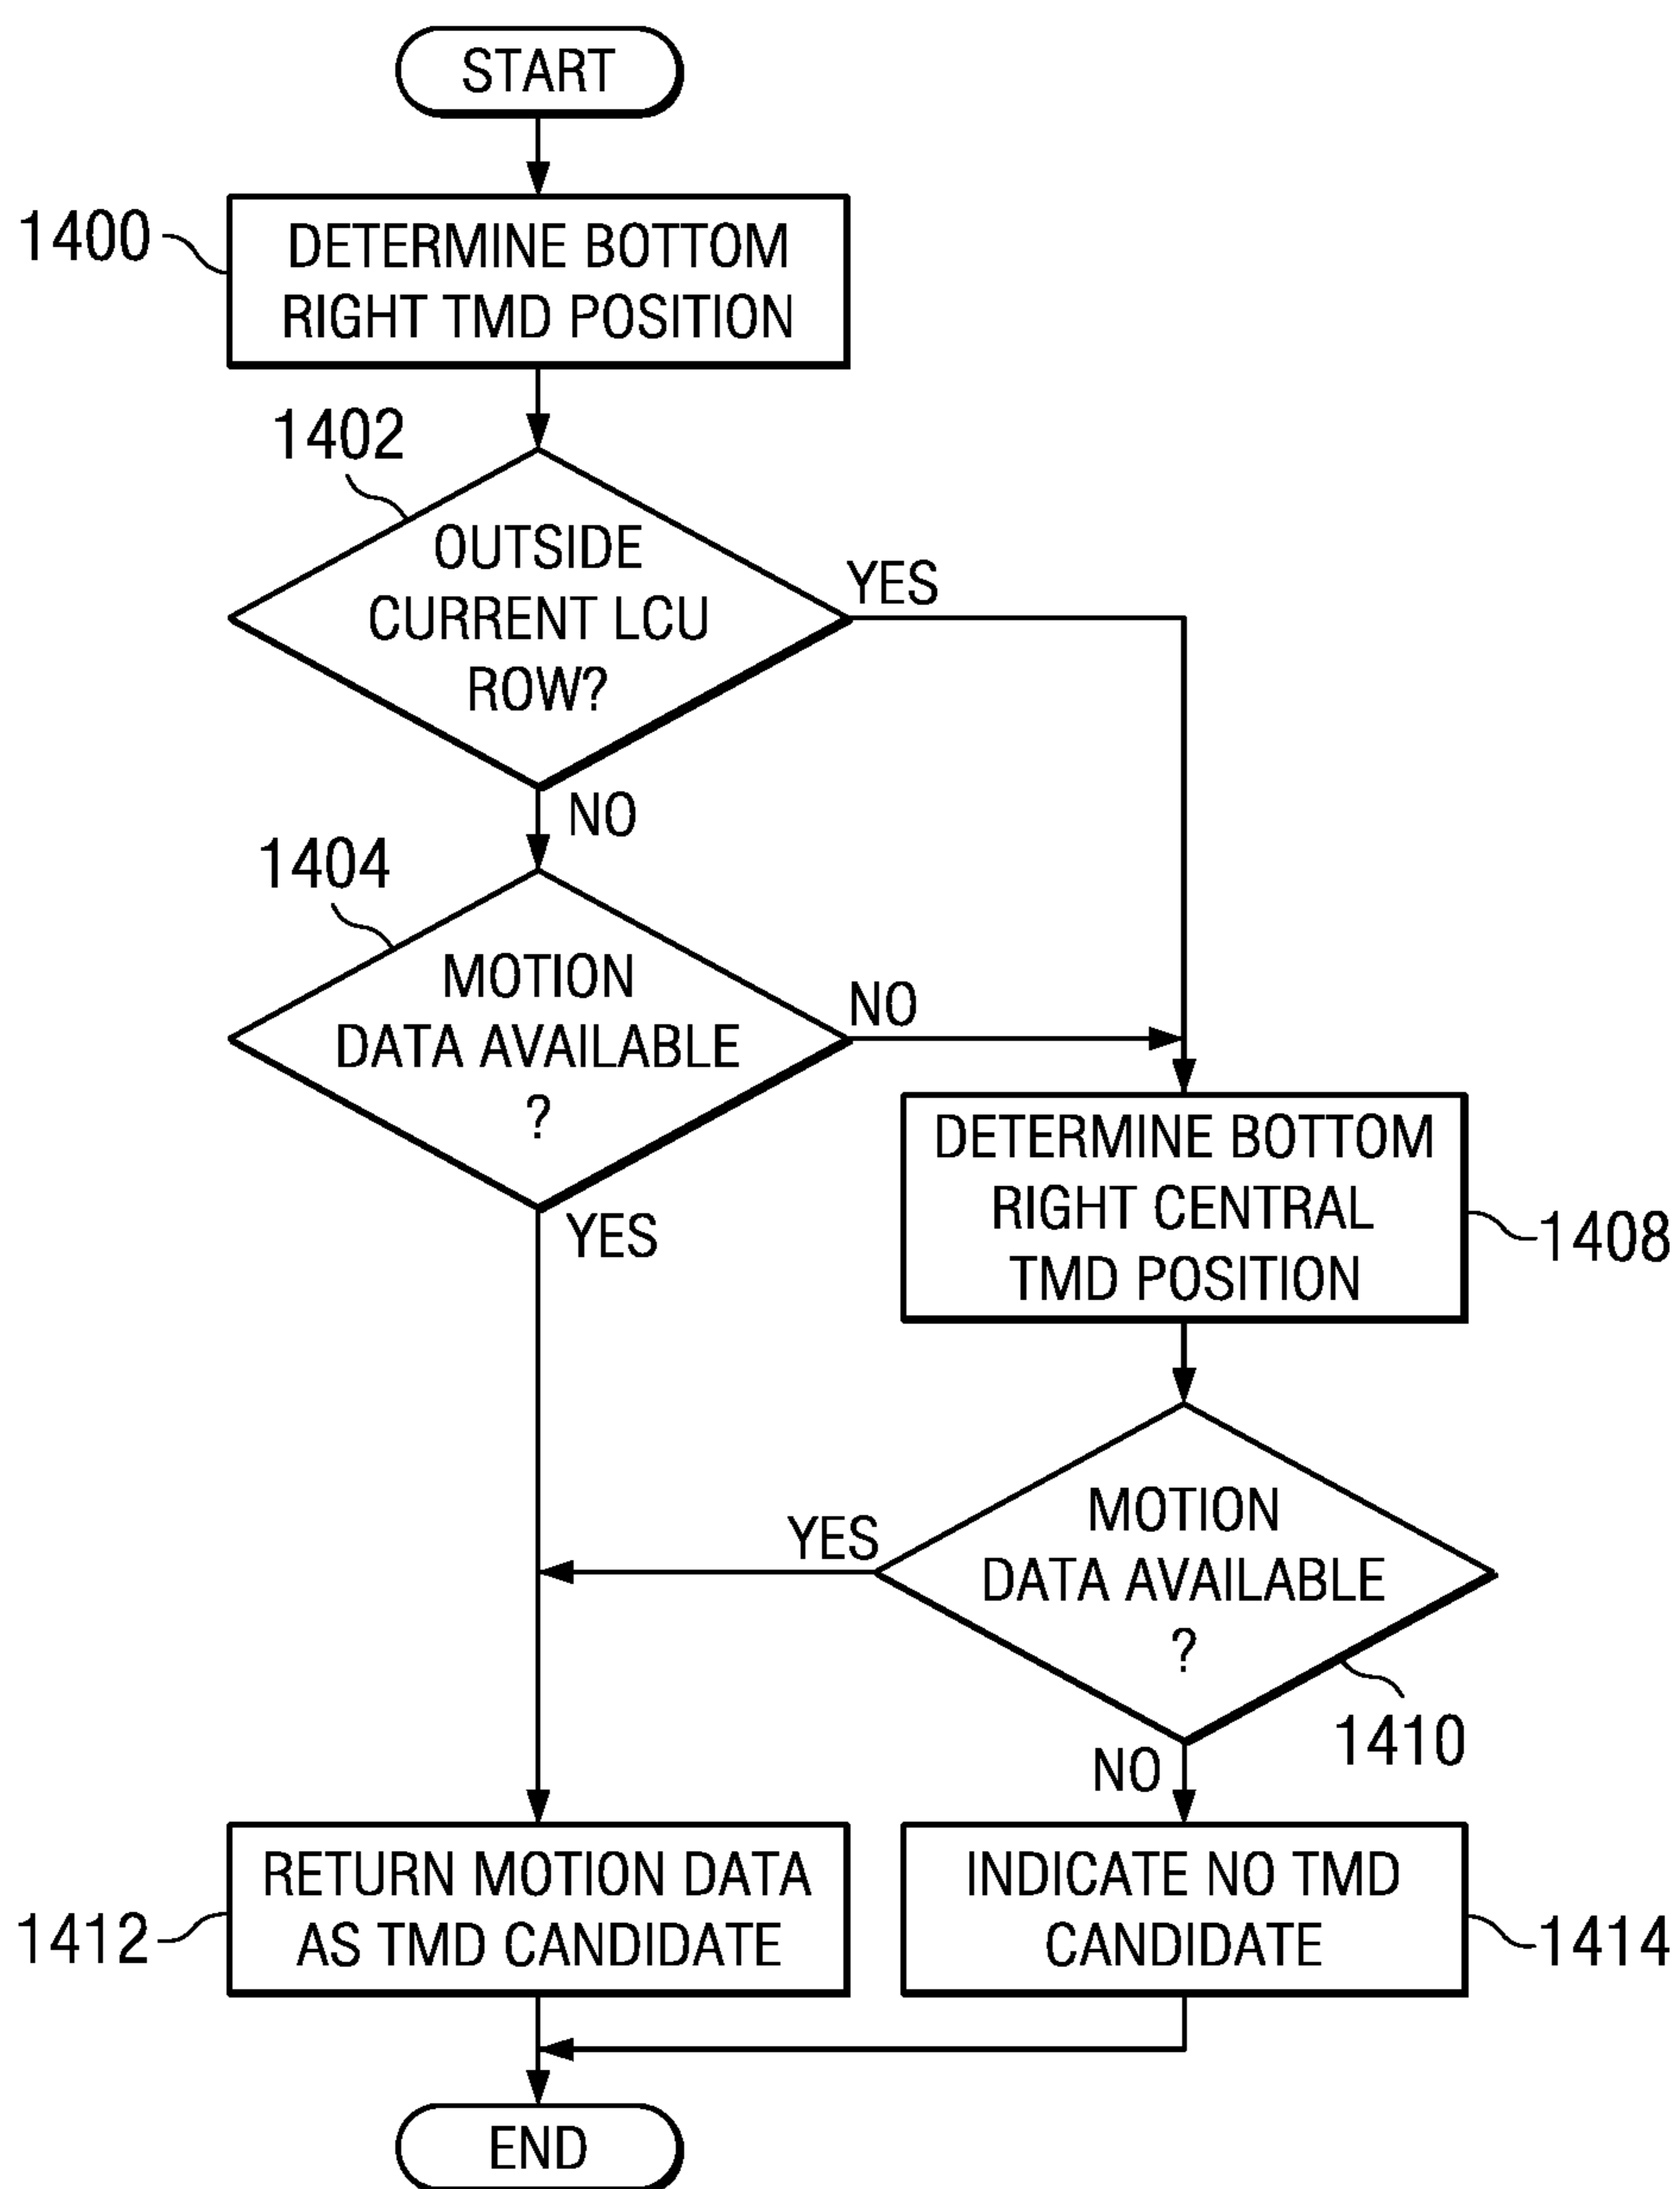 START
1400
DETERMINE BOTTOM
RIGHT TMD POSITION
1402
OUTSIDE
CURRENT LCU
ROW?
YES
NO
1404
MOTION
DATA AVAILABLE
?
NO
YES
DETERMINE BOTTOM
RIGHT CENTRAL
TMD POSITION
1408
MOTION
DATA AVAILABLE
?
YES
1410
NO
RETURN MOTION DATA
AS TMD CANDIDATE
1412
INDICATE NO TMD
CANDIDATE
1414
END